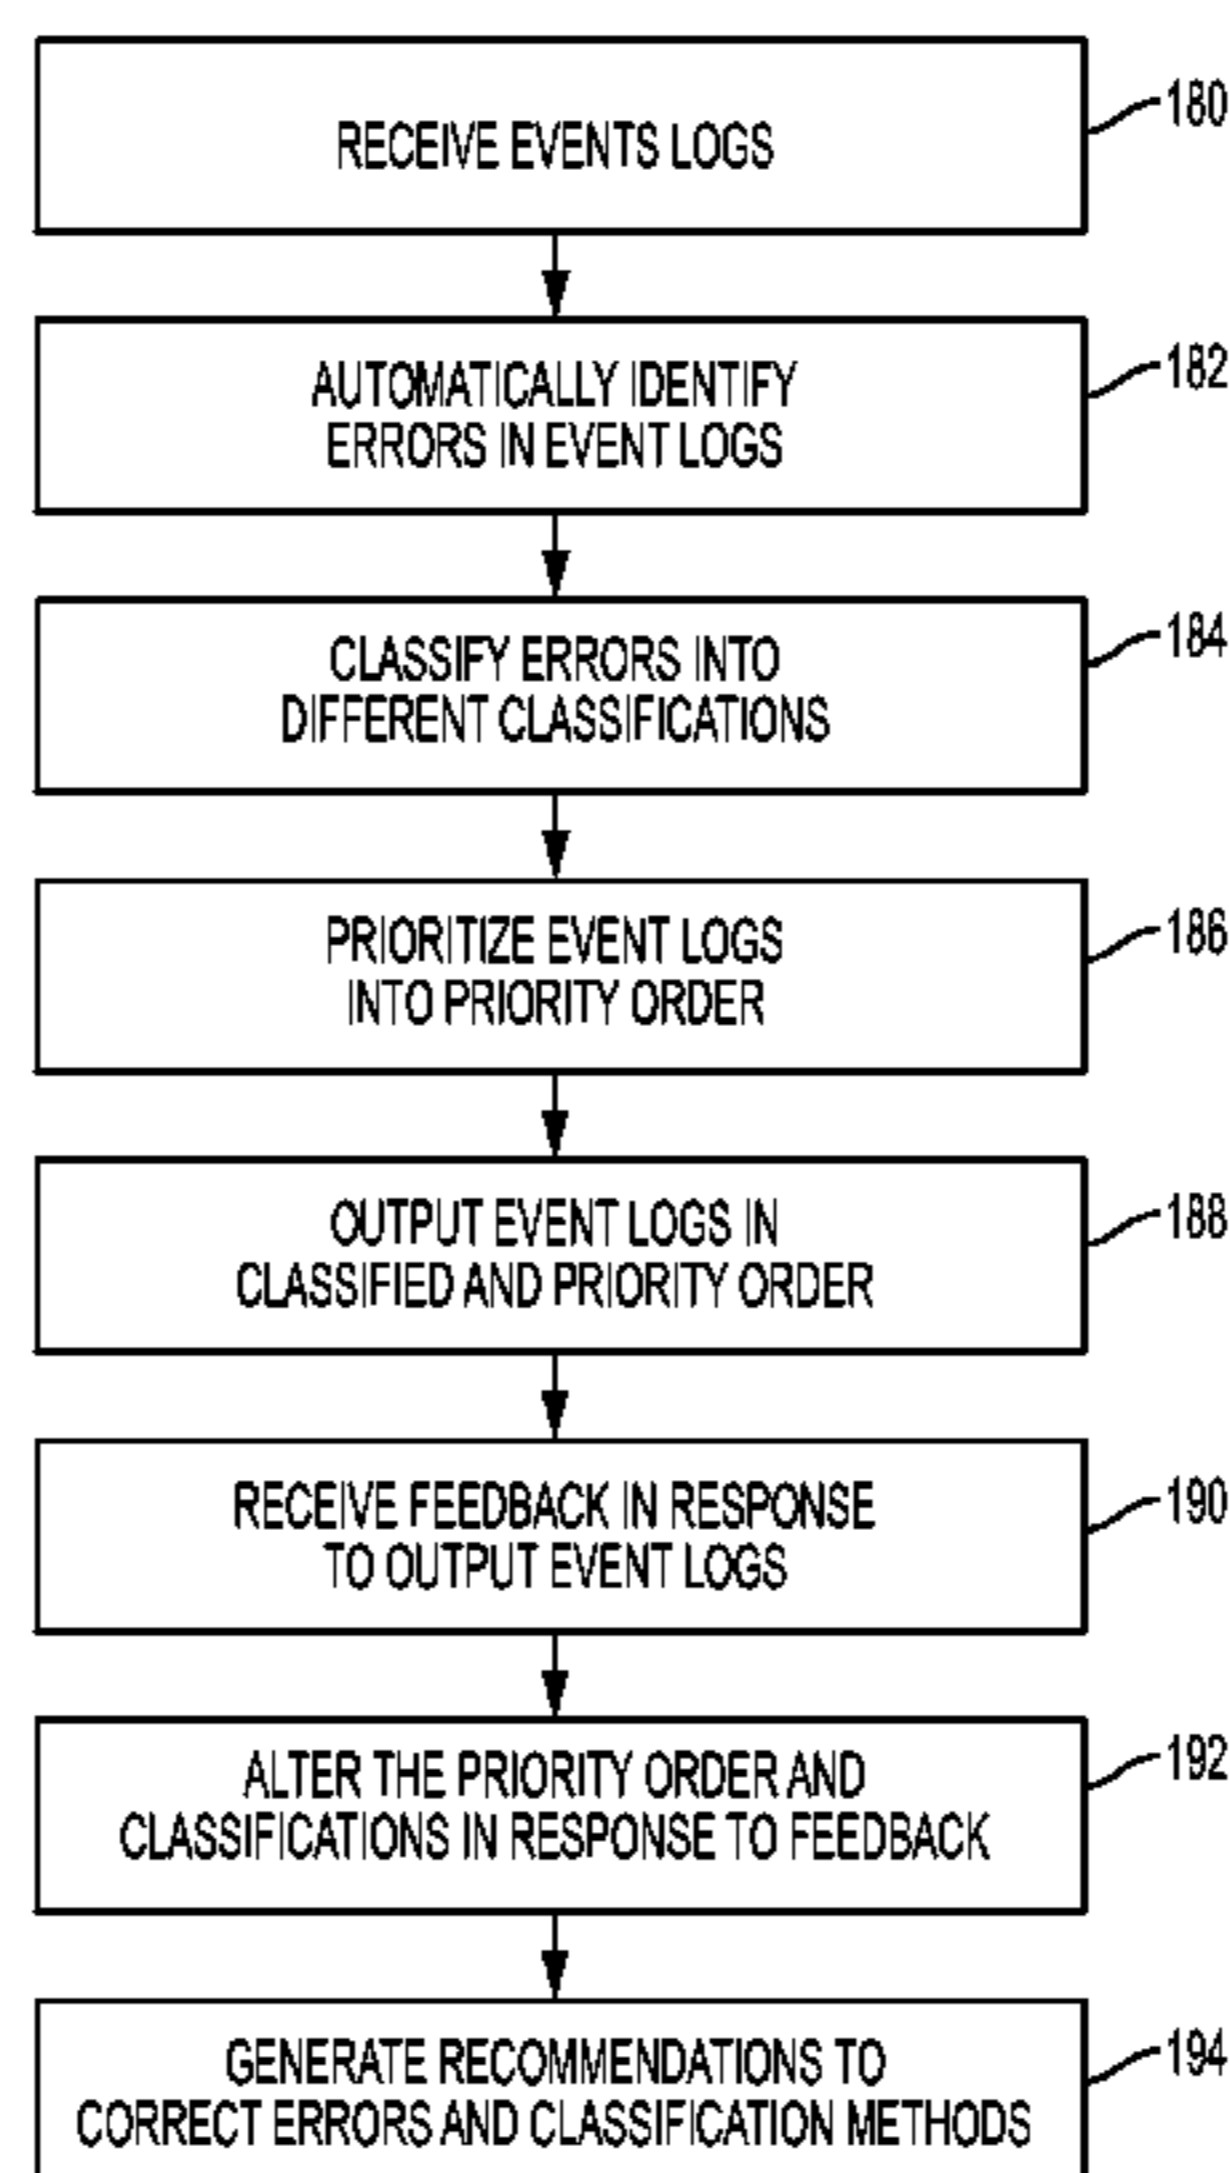 RECEIVE EVENTS LOGS
180
AUTOMATICALLY IDENTIFY
ERRORS IN EVENT LOGS
182
CLASSIFY ERRORS INTO
DIFFERENT CLASSIFICATIONS
184
PRIORITIZE EVENT LOGS
INTO PRIORITY ORDER
186
OUTPUT EVENT LOGS IN
CLASSIFIED AND PRIORITY ORDER
188
RECEIVE FEEDBACK IN RESPONSE
TO OUTPUT EVENT LOGS
190
ALTER THE PRIORITY ORDER AND
CLASSIFICATIONS IN RESPONSE TO FEEDBACK
192
GENERATE RECOMMENDATIONS TO
CORRECT ERRORS AND CLASSIFICATION METHODS
194